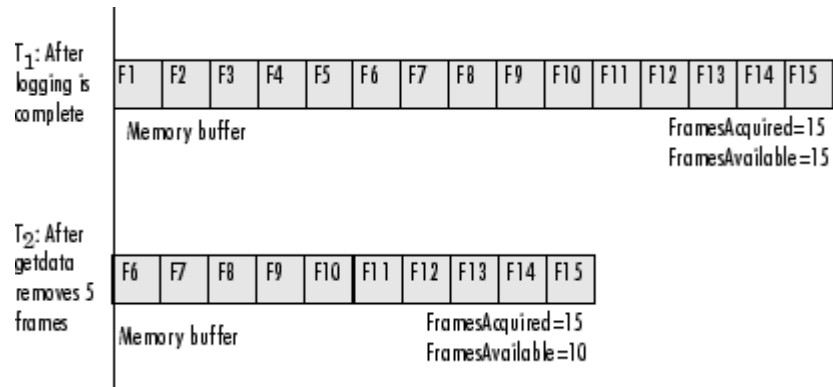 T1: After
logging is
complete
F1 F2 F3 F4 F5 F6 F7 F8 F9 F10 F11 F12 F13 F14 F15
Memory buffer
FramesAcquired=15
FramesAvailable=15
T2: After
getdata
removes 5
frames
F6 F7 F8 F9 F10 F11 F12 F13 F14 F15
Memory buffer
FramesAcquired=15
FramesAvailable=10